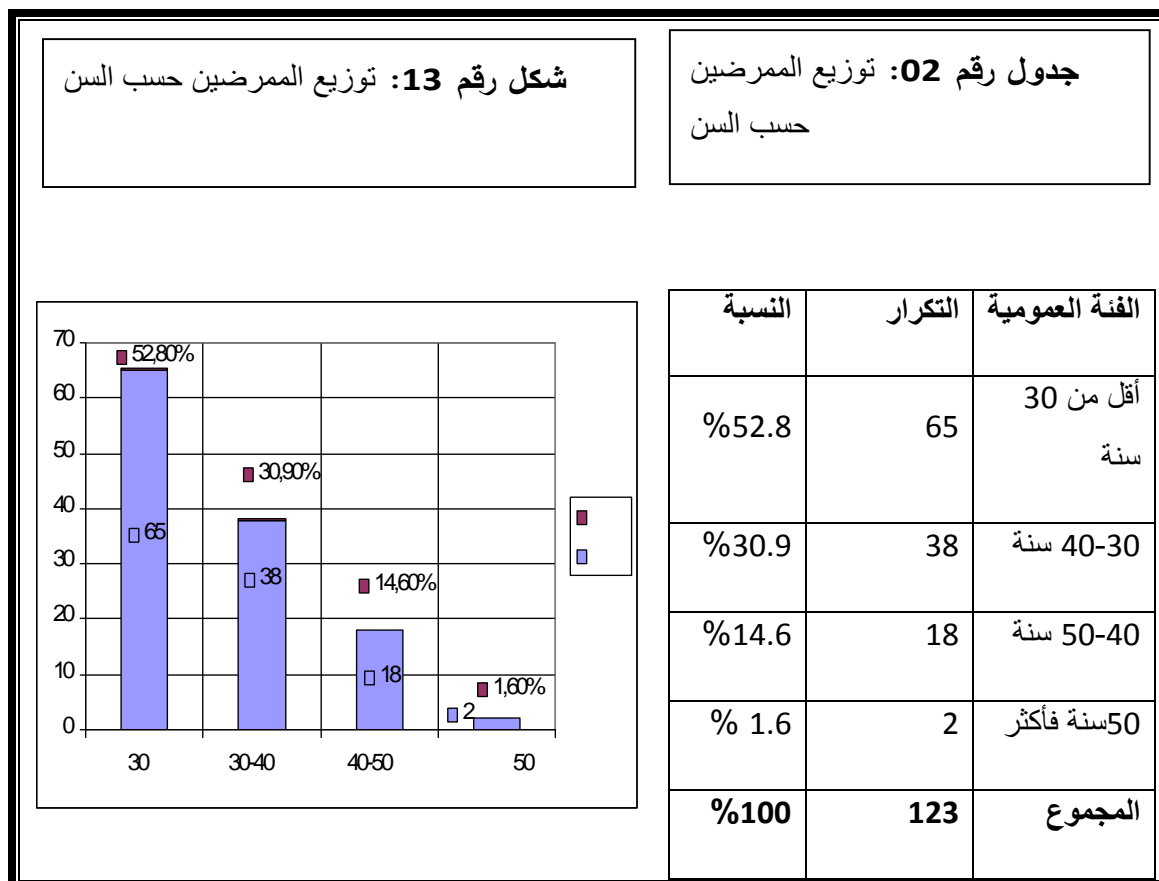 جدول رقم 02: توزيع الممرضين
حسب السن
شكل رقم 13: توزيع الممرضين حسب السن
الفئة العمومية التكرار النسبة
أقل من 30
سنة
65 %52.8
40-30 سنة 38 %30.9
50-40 سنة 18 %14.6
50سنة فأكثر 2 % 1.6
المجموع 123 %100
70
60
50
40
30
20
10
0
52,80%
65
30,90%
38
14,60%
18
1,60%
2
30 30-40 40-50 50